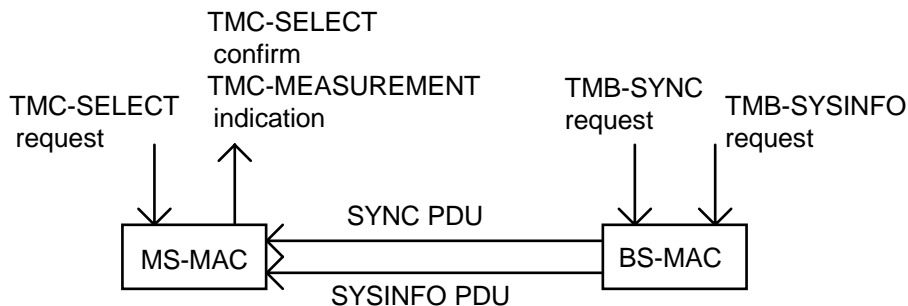 TMC-SELECT
confirm
TMC-MEASUREMENT
indication
TMC-SELECT
request
TMB-SYNC
request
TMB-SYSINFO
request
SYNC PDU
MS-MAC
BS-MAC
SYSINFO PDU